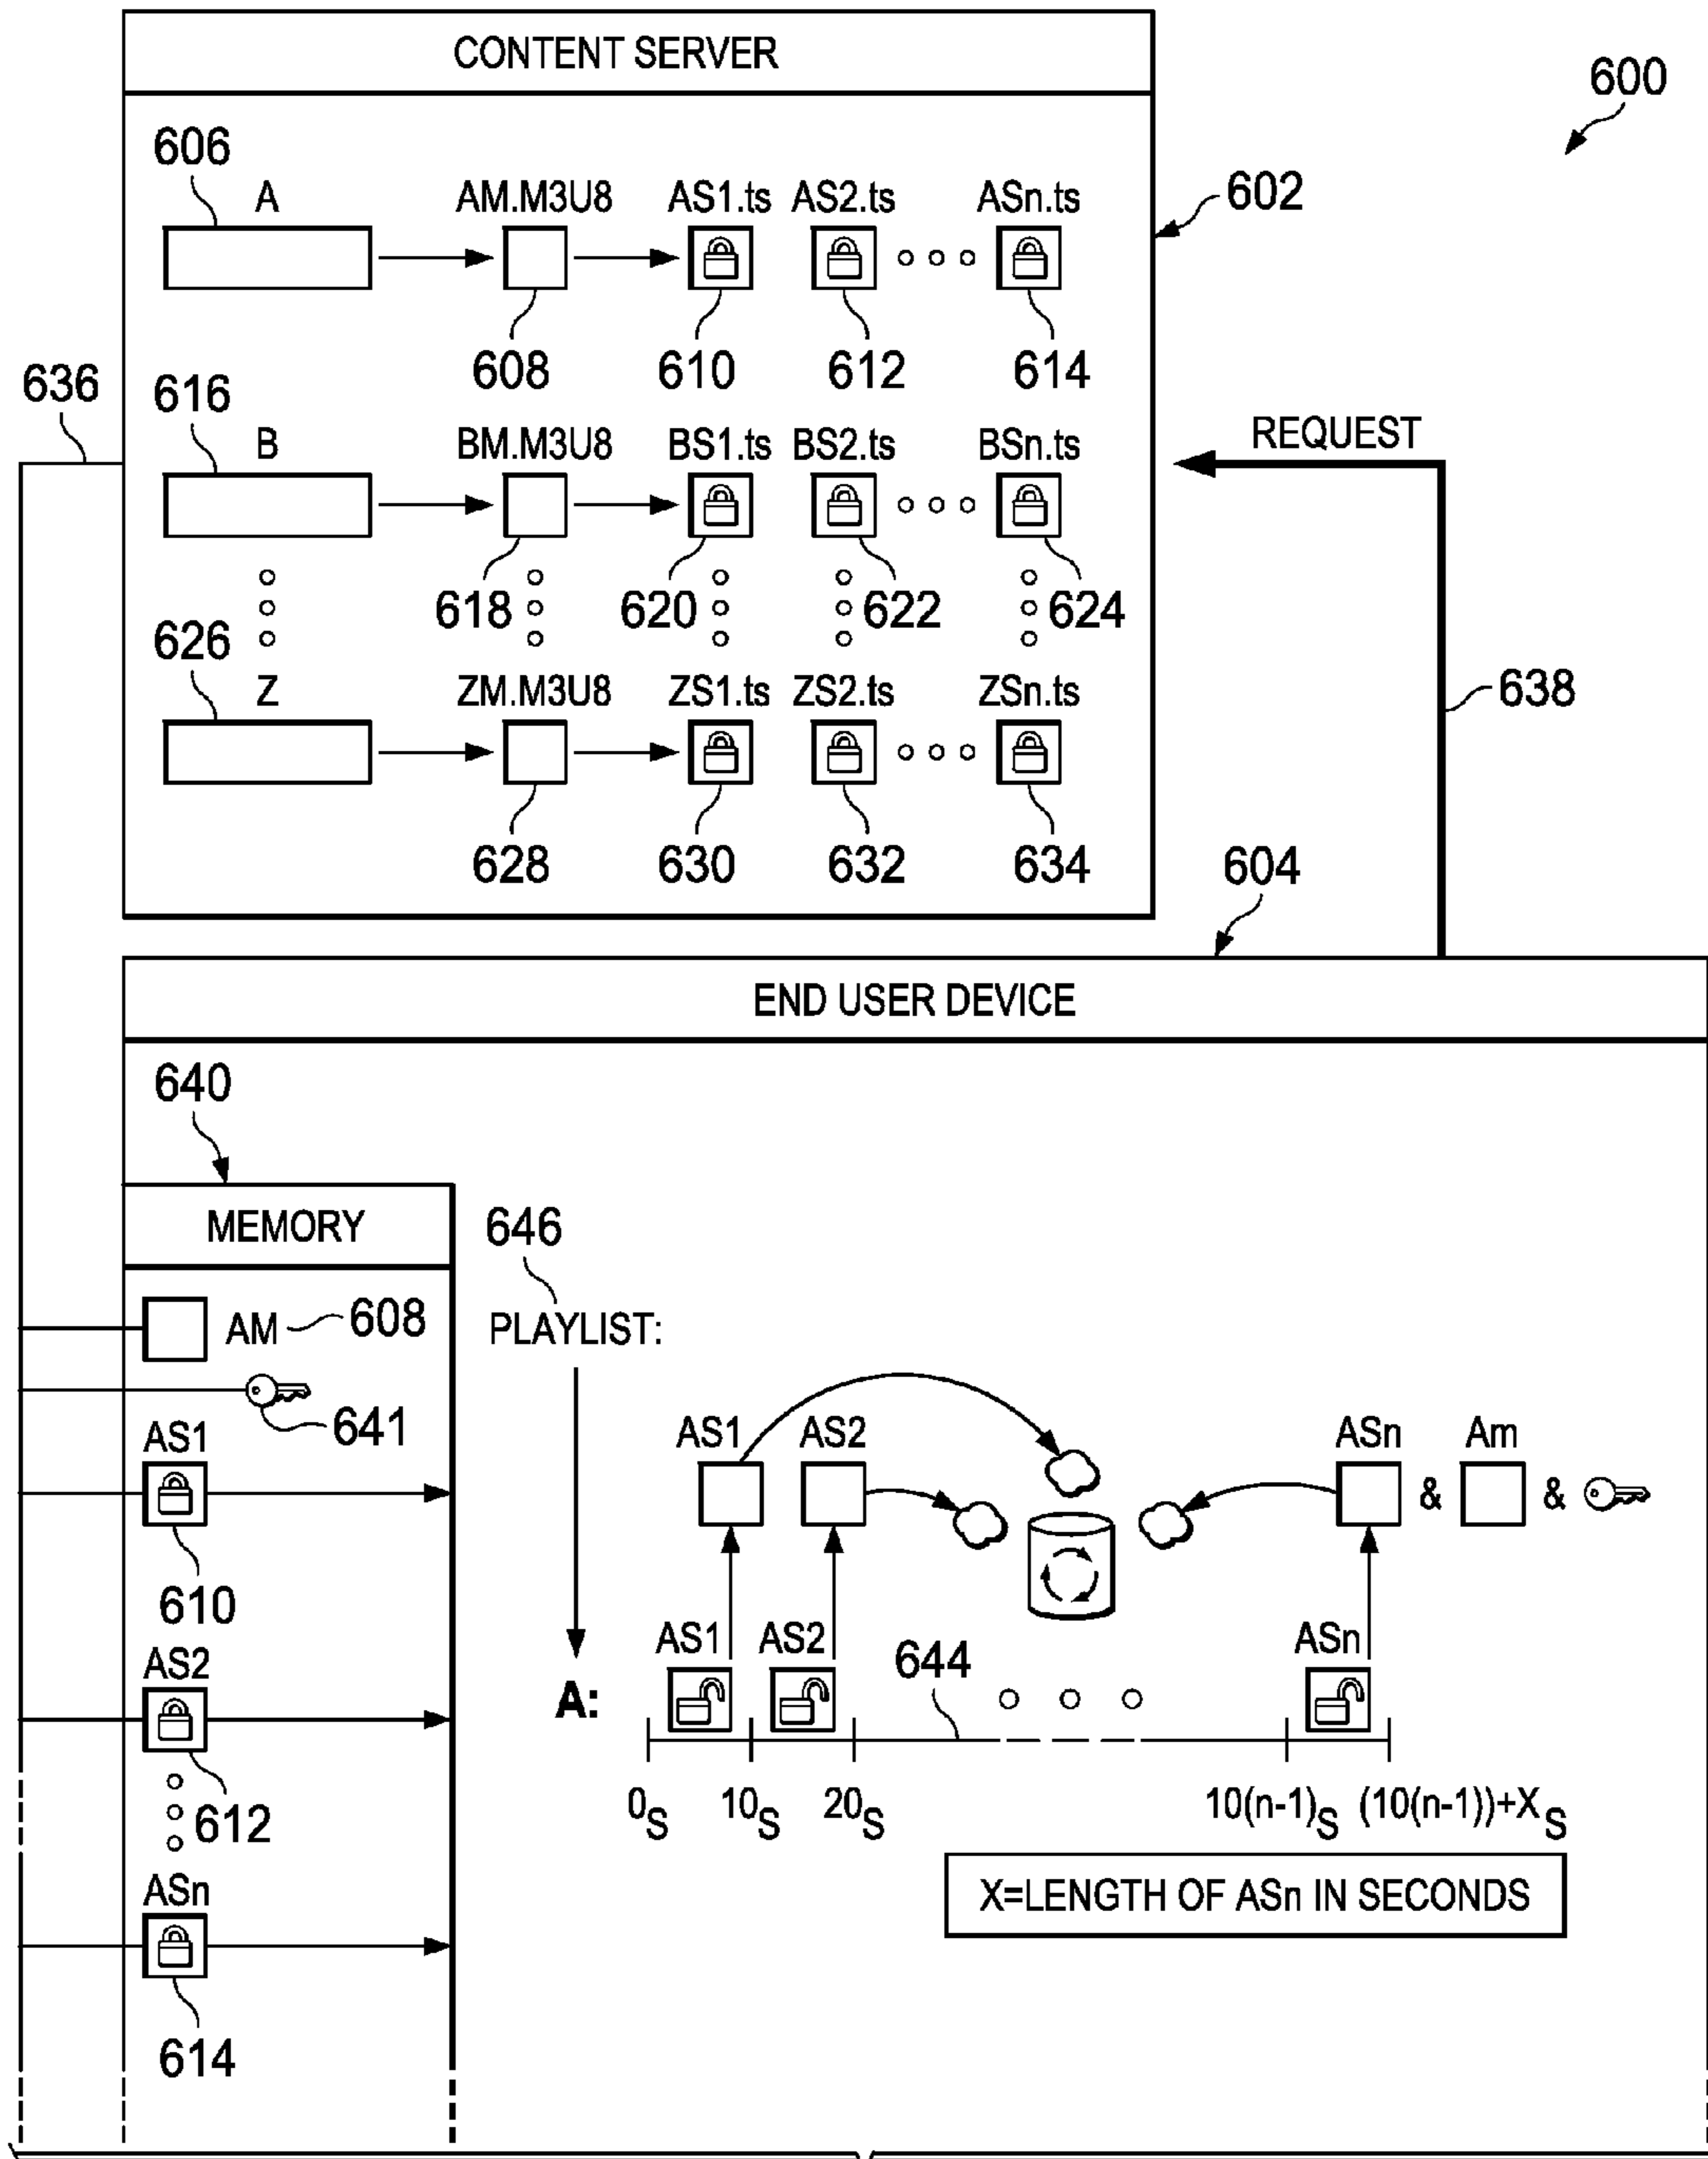 CONTENT SERVER
600
606
A AM.M3U8 AS1.ts AS2.ts ASn.ts
602
608 610 612 614
636
616
B BM.M3U8 BS1.ts BS2.ts BSn.ts
REQUEST
618 620 622 624
626
Z ZM.M3U8 ZS1.ts ZS2.ts ZSn.ts
638
628 630 632 634
604
END USER DEVICE
640
MEMORY
646
AM 608
PLAYLIST:
641
AS1
AS1 AS2 ASn Am
& &
610
AS1 AS2 644 ASn
AS2
A:
612
0S 10S 20S 10(n-1)S (10(n-1))+XS
ASn
X=LENGTH OF ASn IN SECONDS
614